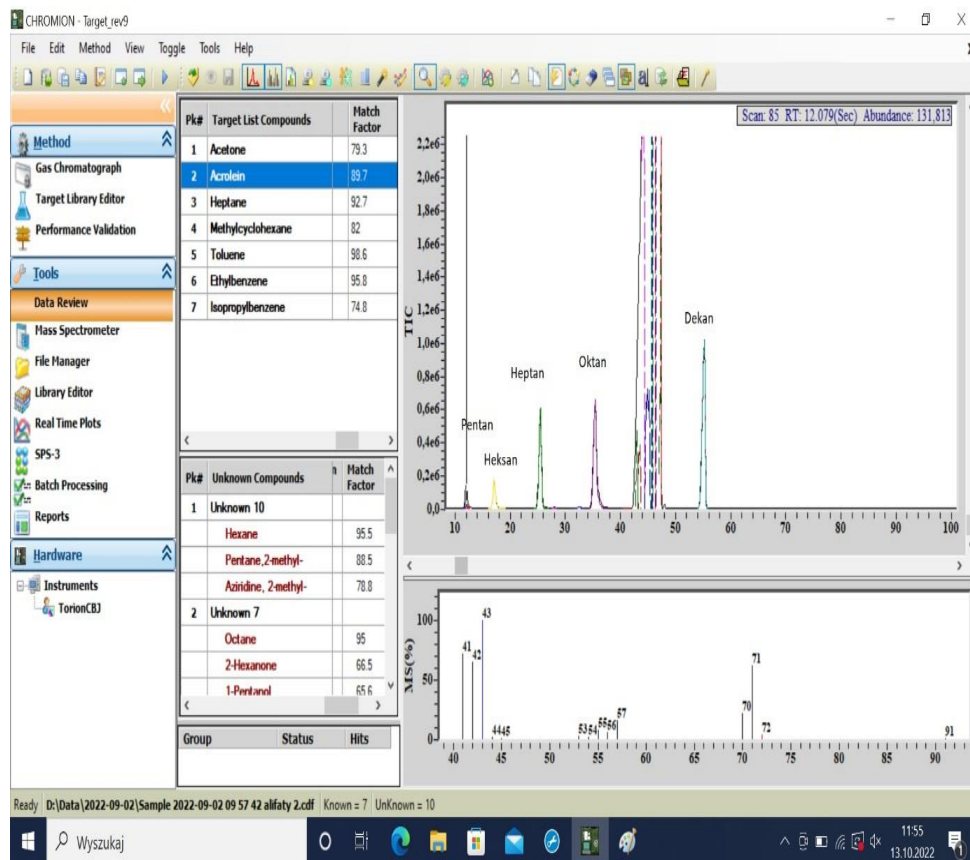 CHROMION - Target_rev9
File Edit Method View Toggle Tools Help
Method
Gas Chromatograph
Target Library Editor
Performance Validation
Tools
Data Review
Mass Spectrometer
File Manager
Library Editor
Real Time Plots
SPS-3
Batch Processing
Reports
Hardware
Instruments
TorionCBJ
Pk# Target List Compounds Match Factor
1 Acetone 79.3
2 Acrolein 89.7
3 Heptane 92.7
4 Methylcyclohexane 82
5 Toluene 98.6
6 Ethylbenzene 95.8
7 Isopropylbenzene 74.8
Pk# Unknown Compounds n Match Factor
1 Unknown 10
Hexane 95.5
Pentane,2-methyl- 88.5
Aziridine, 2-methyl- 78.8
2 Unknown 7
Octane 95
2-Hexanone 66.5
1-Pentanol 65.6
Group Status Hits
Scan: 85 RT: 12.079(Sec) Abundance: 131,813
TIC
2,2e6
2,0e6
1,8e6
1,6e6
1,4e6
1,2e6
1,0e6
0,8e6
0,6e6
0,4e6
0,2e6
0,0
Pentan
Heksan
Heptan
Oktan
Dekan
10 20 30 40 50 60 70 80 90 100
MS(%)
100
50
0
41 42 43 44 45 53 54 55 56 57 70 71 72 91
40 45 50 55 60 65 70 75 80 85 90
Ready D:\Data\2022-09-02\Sample 2022-09-02 09 57 42 alifaty 2.cdf Known = 7 UnKnown = 10
Wyszukaj
11:55
13.10.2022
1